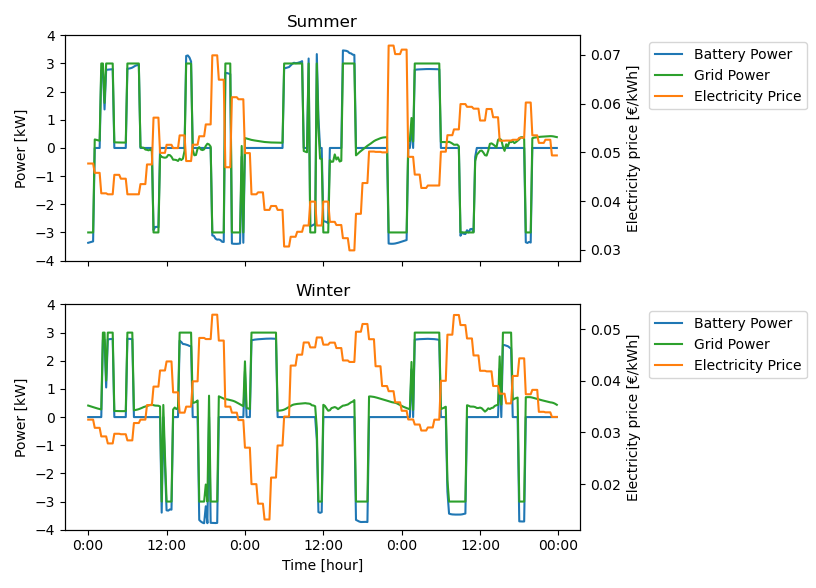 Summer
4
3
2
1
0
−1
−2
−3
−4
Power [kW]
0.07
0.06
0.05
0.04
0.03
Electricity price [€/kWh]
Battery Power
Grid Power
Electricity Price
Winter
4
3
2
1
0
−1
−2
−3
−4
Power [kW]
0.05
0.04
0.03
0.02
Electricity price [€/kWh]
Battery Power
Grid Power
Electricity Price
0:00 12:00 0:00 12:00 0:00 12:00 00:00
Time [hour]